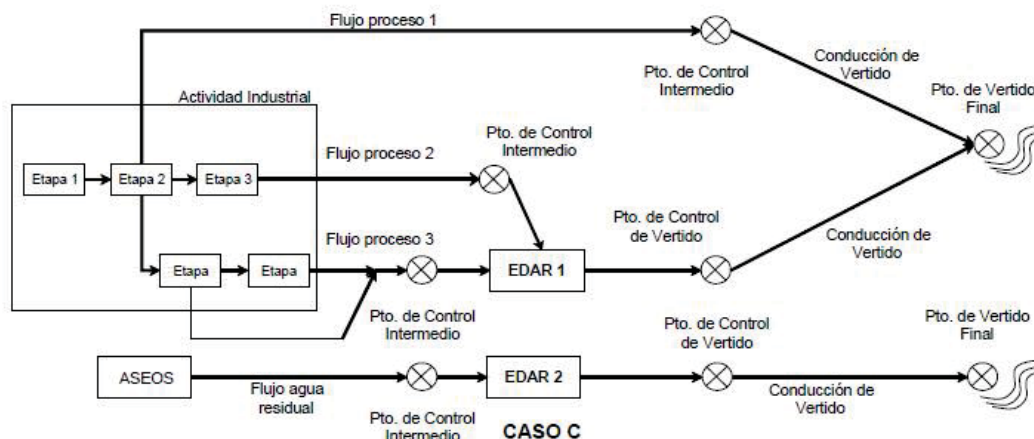 Flujo proceso 1
Conducción de
Vertido
Pto. de Control
Intermedio
Pto. de Vertido
Final
Actividad Industrial
Pto. de Control
Intermedio
Flujo proceso 2
Etapa 1
Etapa 2
Etapa 3
Pto. de Control
de Vertido
Flujo proceso 3
Conducción de
Vertido
Etapa
Etapa
EDAR 1
Pto. de Control
Intermedio
Pto. de Control
de Vertido
Pto. de Vertido
Final
ASEOS
EDAR 2
Flujo agua
residual
Conducción de
Vertido
Pto. de Control
Intermedio
CASO C